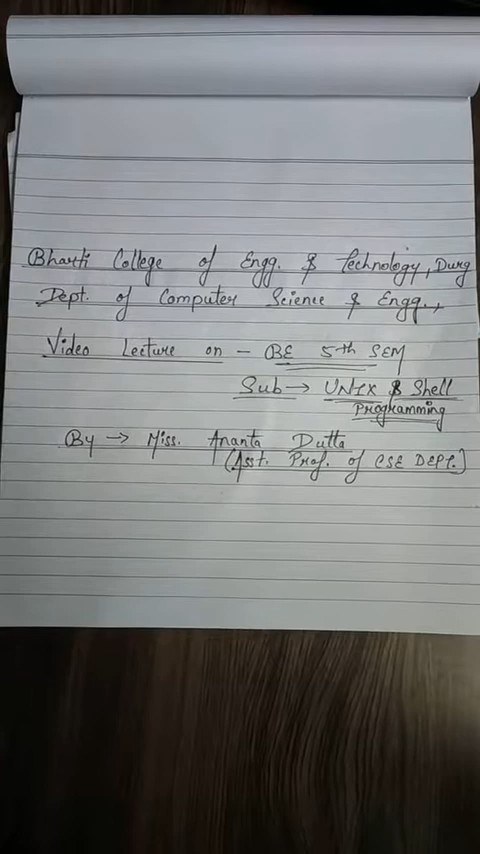 Bharti College of Engg. & Technology, Durg
Dept. of Computer Science & Engg.,
Video Lecture on - BE 5th SEM
Sub → UNIX & Shell
Programming
By → Miss. Ananta Dutta
(Asst. Prof. of CSE DEPT.)